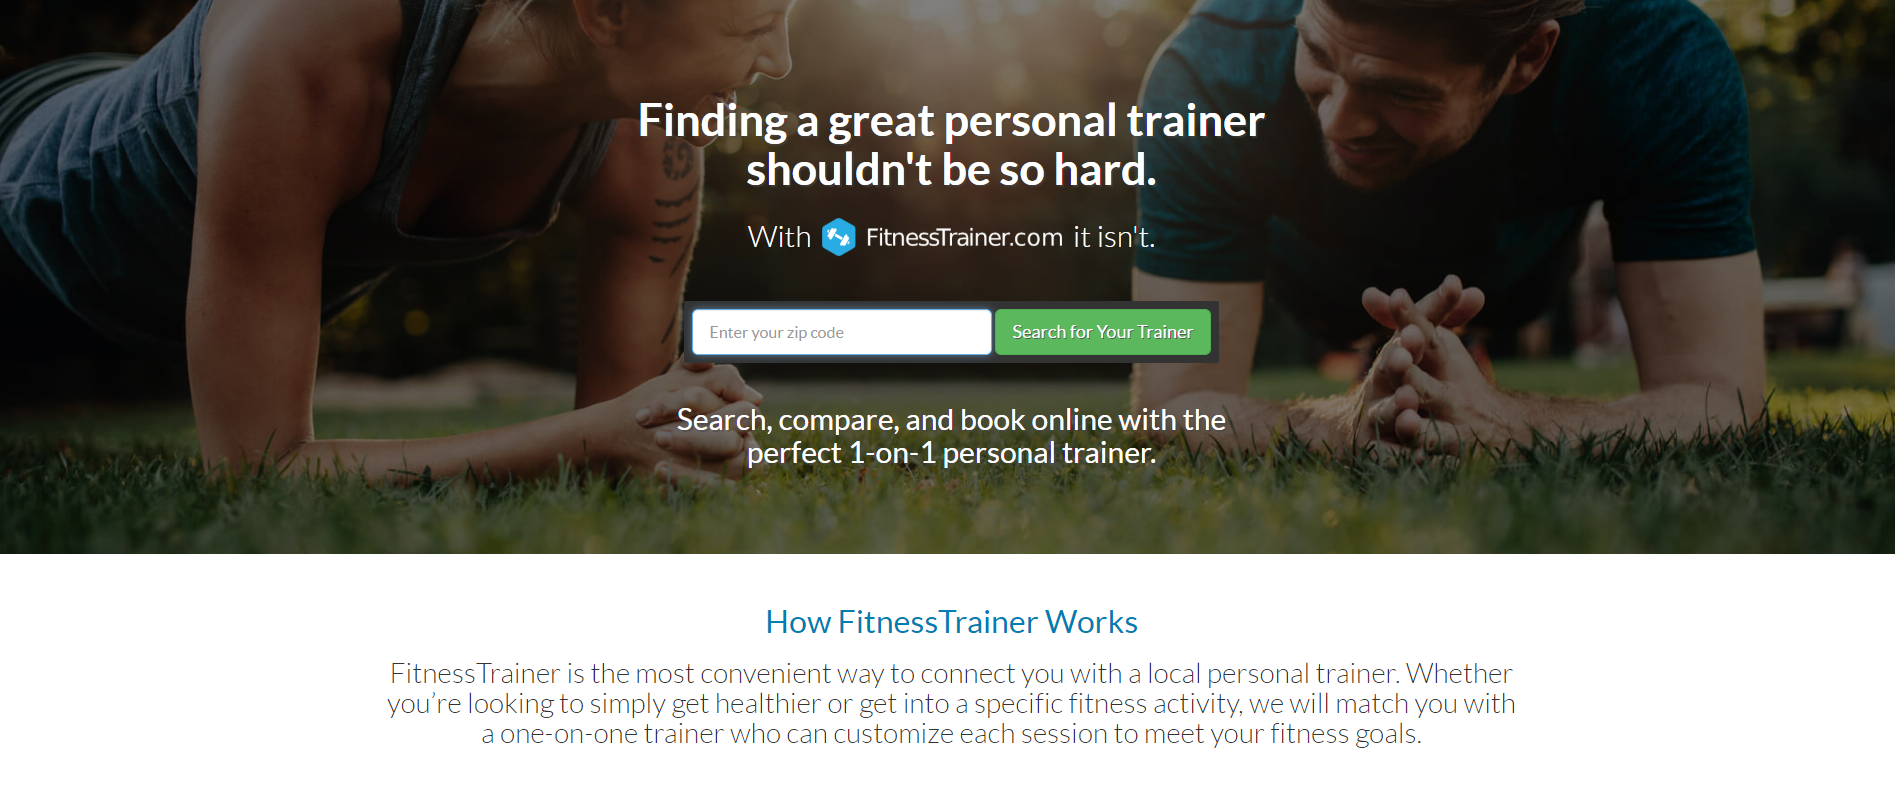 Finding a great personal trainer
shouldn't be so hard.
With FitnessTrainer.com it isn't.
Enter your zip code
Search for Your Trainer
Search, compare, and book online with the
perfect 1-on-1 personal trainer.
How FitnessTrainer Works
FitnessTrainer is the most convenient way to connect you with a local personal trainer. Whether
you’re looking to simply get healthier or get into a specific fitness activity, we will match you with
a one-on-one trainer who can customize each session to meet your fitness goals.